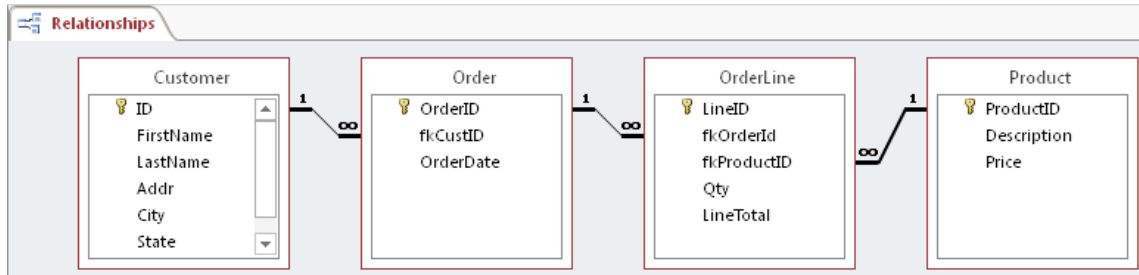 Relationships
Customer
ID
FirstName
LastName
Addr
City
State
1
∞
Order
OrderID
fkCustID
OrderDate
1
∞
OrderLine
LineID
fkOrderId
fkProductID
Qty
LineTotal
∞
1
Product
ProductID
Description
Price